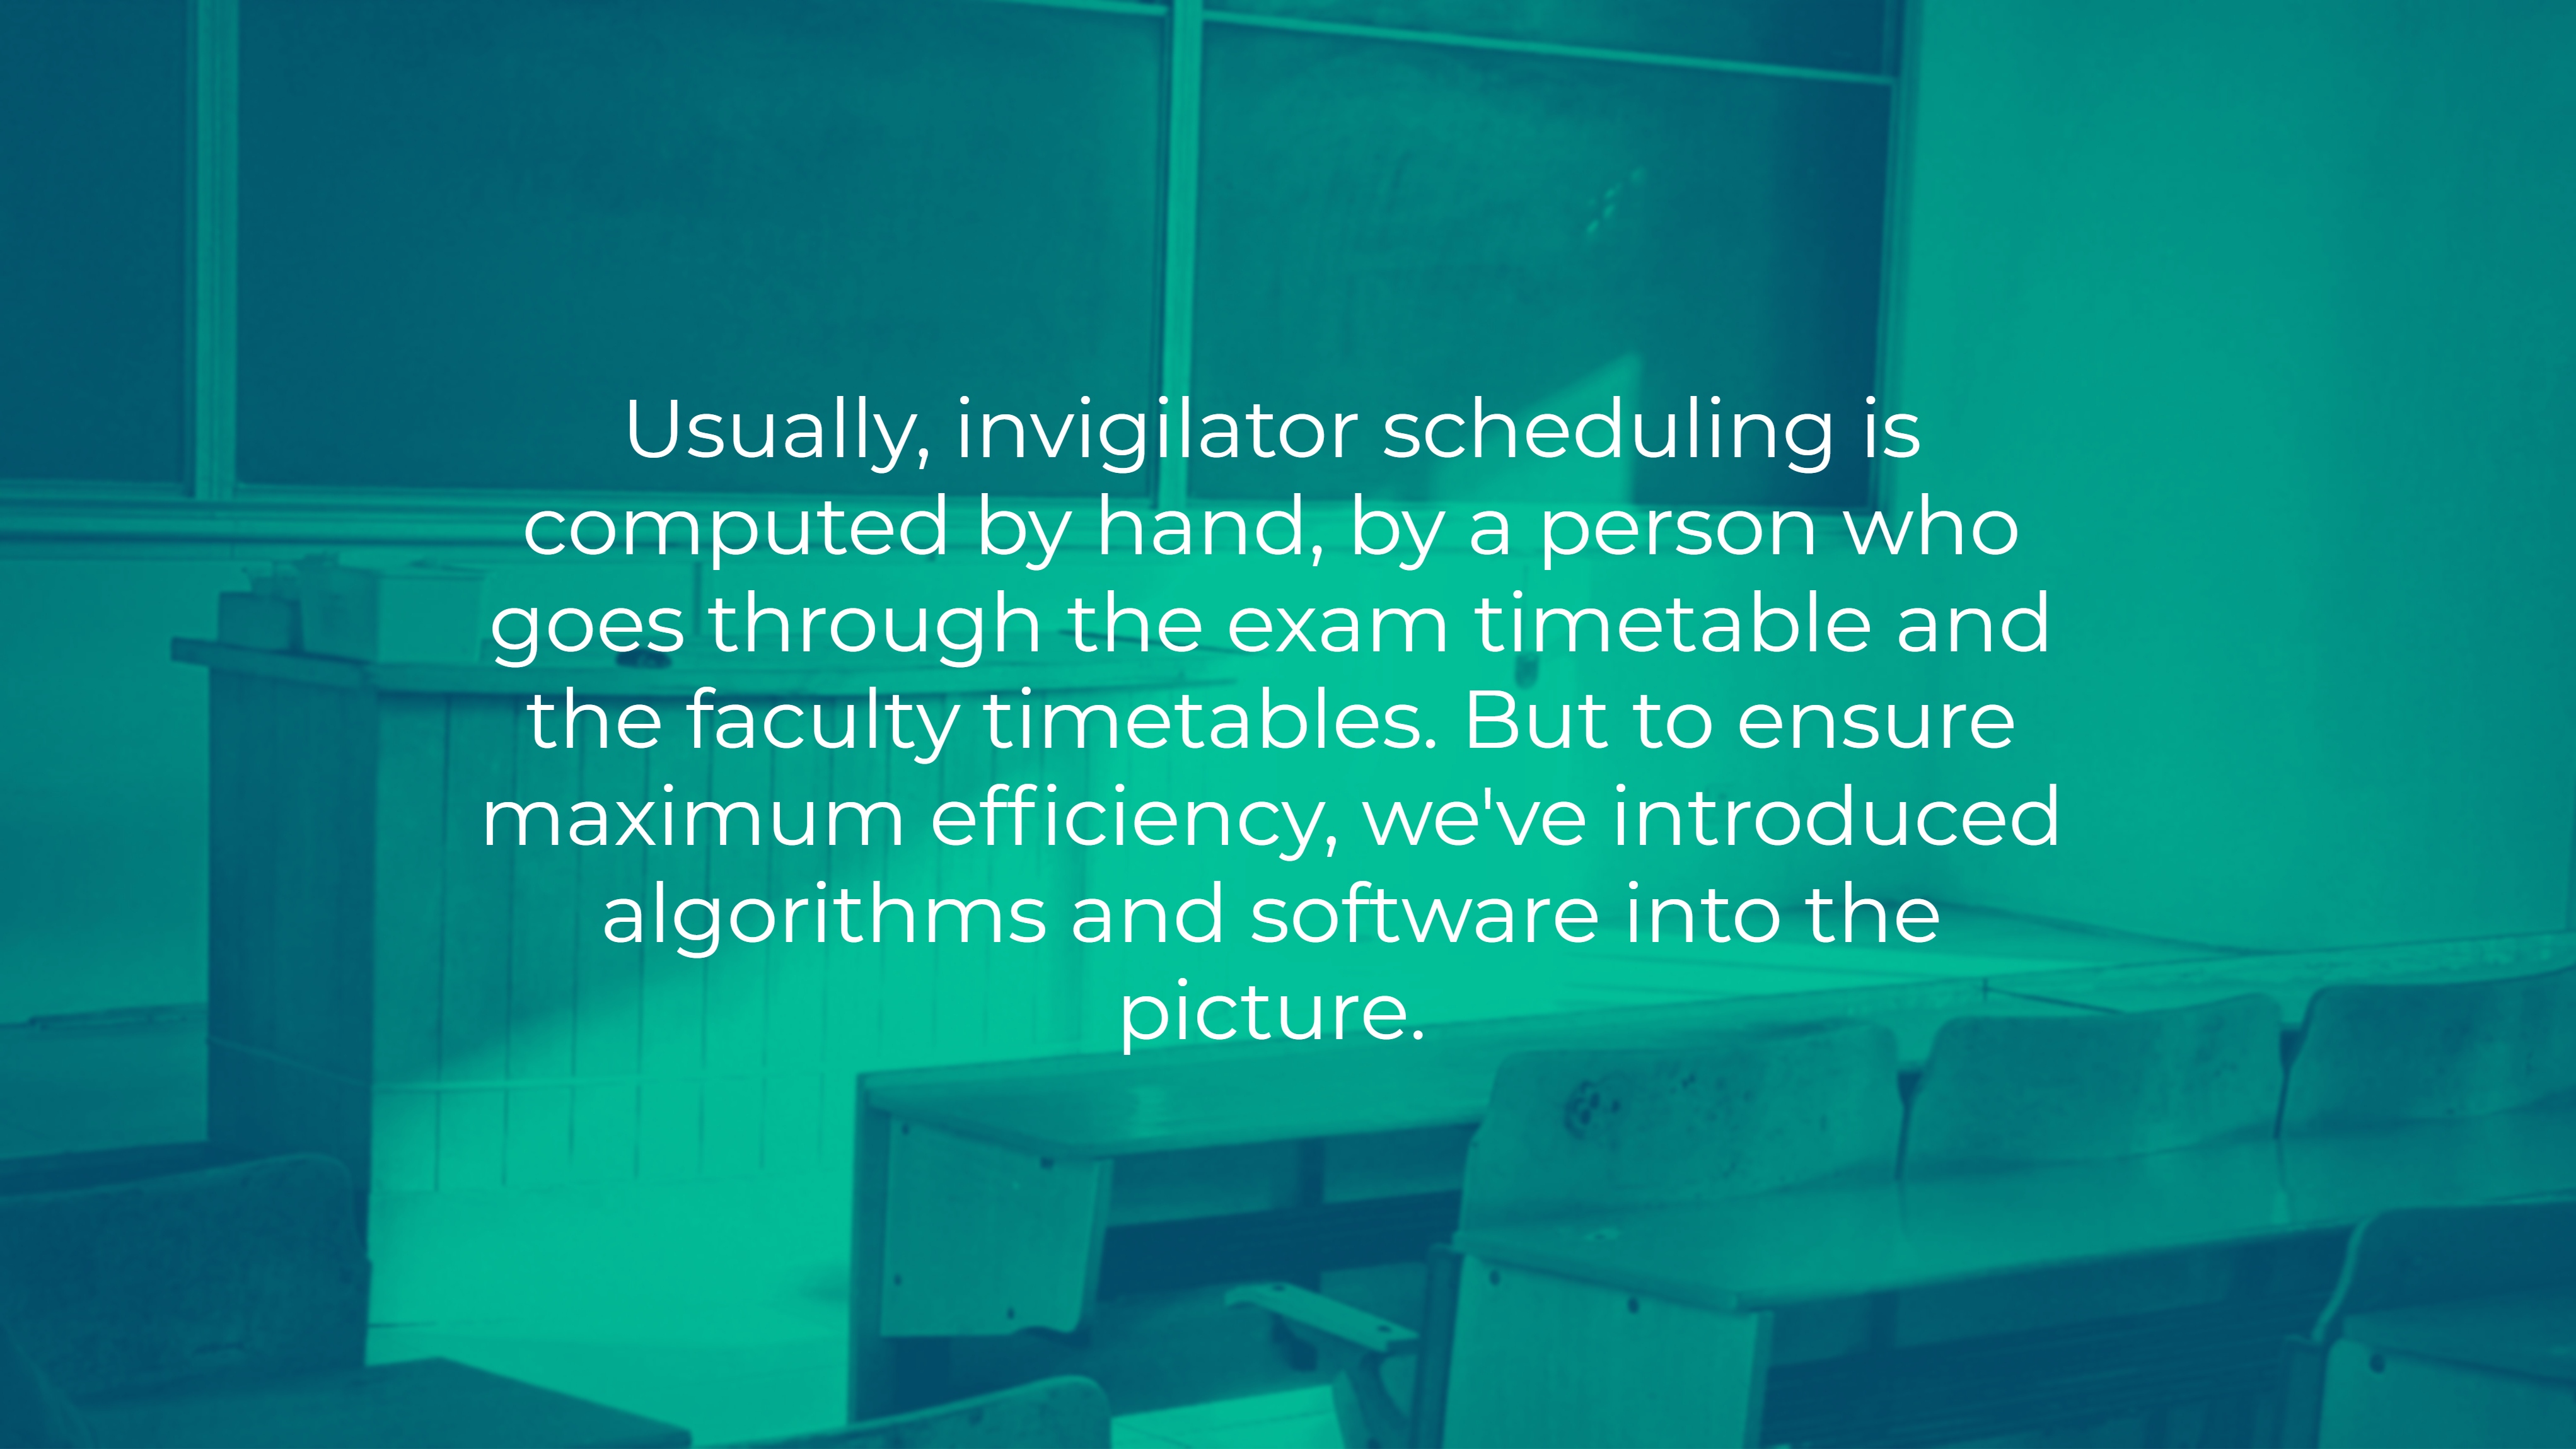 Usually, invigilator scheduling is
computed by hand, by a person who
goes through the exam timetable and
the faculty timetables. But to ensure
maximum efficiency, we've introduced
algorithms and software into the
picture.